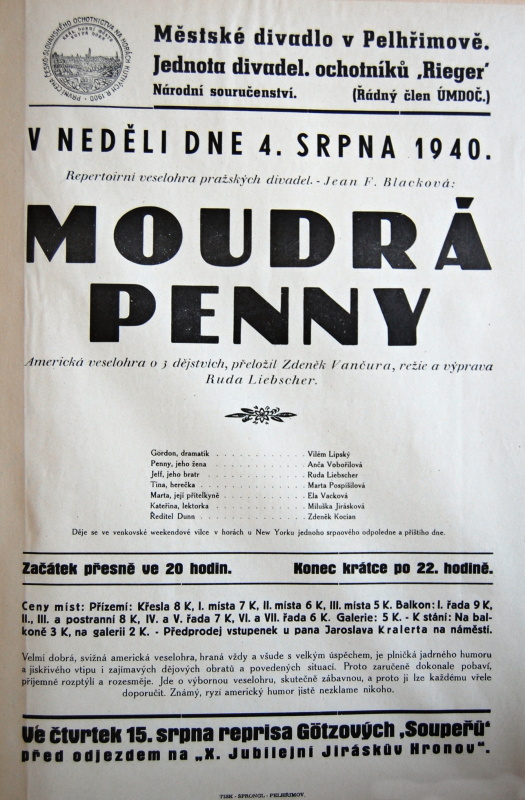 Městské divadlo v Pelhřimově.
Jednota divadel. ochotníků ‚Rieger‘
Národní souručenství. (Řádný člen ÚMDOČ.)
V NEDĚLI DNE 4. SRPNA 1940.
Repertoirní veselohra pražských divadel. - Jean F. Blacková:
MOUDRÁ
PENNY
Americká veselohra o 3 dějstvích, přeložil Zdeněk Vančura, režie a výprava
Ruda Liebscher.
Gordon, dramatik . . . . . . . . . . Vilém Lipský
Penny, jeho žena . . . . . . . . . . Anča Vobořilová
Jeff, jeho bratr . . . . . . . . . . Ruda Liebscher
Tina, herečka . . . . . . . . . . Marta Pospíšilová
Marta, její přítelkyně . . . . . . . . . . Ela Vacková
Kateřina, lektorka . . . . . . . . . . Miluška Jirásková
Ředitel Dunn . . . . . . . . . . Zdeněk Kocian
Děje se ve venkovské weekendové vilce v horách u New Yorku jednoho srpnového odpoledne a příštího dne.
Začátek přesně ve 20 hodin. Konec krátce po 22. hodině.
Ceny míst: Přízemí: Křesla 8 K, I. místa 7 K, II. místa 6 K, III. místa 5 K. Balkon: I. řada 9 K,
II., III. a postranní 8 K, IV. a V. řada 7 K, VI. a VII. řada 6 K. Galerie: 5 K. - K stání: Na bal-
koně 3 K, na galerii 2 K. - Předprodej vstupenek u pana Jaroslava Kralerta na náměstí.
Velmi dobrá, svižná americká veselohra, hraná vždy a všude s velkým úspěchem, je plničká jadrného humoru
a jiskřivého vtipu i zajímavých dějových obratů a povedených situací. Proto zaručeně dokonale pobaví,
příjemně rozptýlí a rozesměje. Jde o výbornou veselohru, skutečně zábavnou, a proto ji lze každému vřele
doporučit. Známý, ryzí americký humor jistě nezklame nikoho.
Ve čtvrtek 15. srpna reprisa Götzových ‚Soupeřů‘
před odjezdem na „X. Jubilejní Jiráskův Hronov“.
TISK - SPRONGL - PELHŘIMOV.